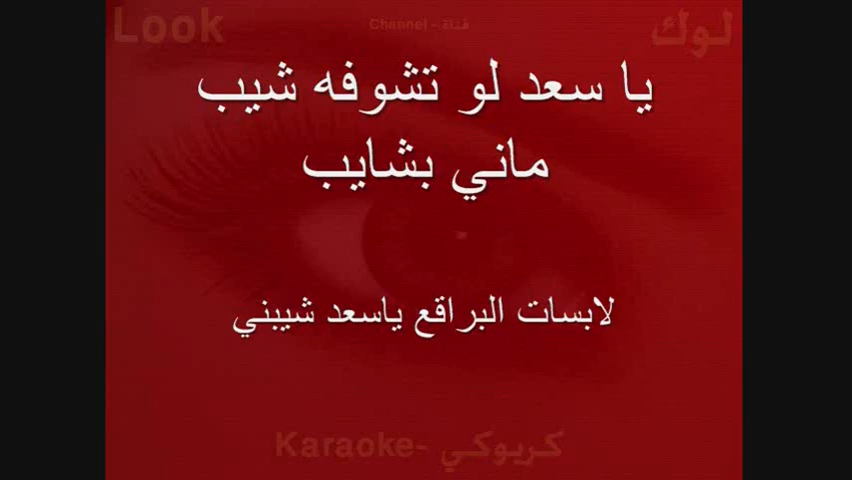 Look
Channel - قناة
لوك
يا سعد لو تشوفه شيب
ماني بشايب
لابسات البراقع ياسعد شيبني
Karaoke- كريوكي